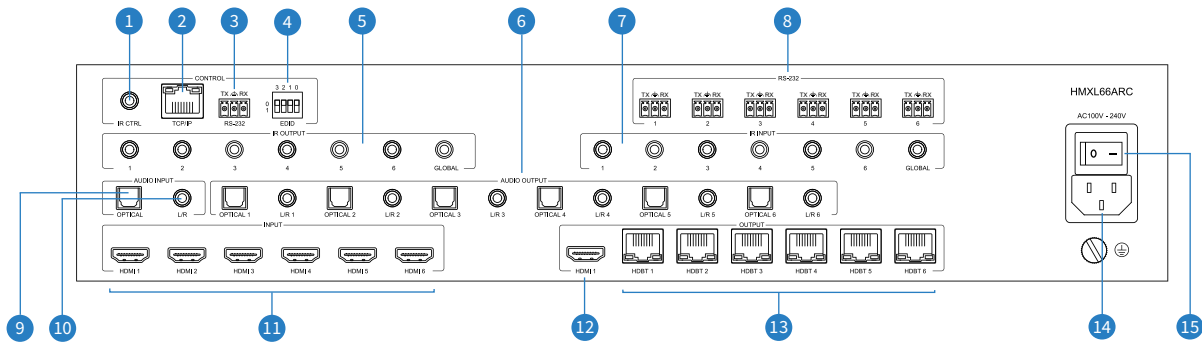 1 2 3 4 5 6 7 8
CONTROL
3 2 1 0
TX RX
0
1
IR CTRL TCP/IP RS-232 EDID
RS-232
TX RX TX RX TX RX TX RX TX RX TX RX
1 2 3 4 5 6
HMXL66ARC
AC100V - 240V
0
IR OUTPUT
1 2 3 4 5 6 GLOBAL
IR INPUT
1 2 3 4 5 6 GLOBAL
AUDIO INPUT
OPTICAL L/R
AUDIO OUTPUT
OPTICAL 1 L/R 1 OPTICAL 2 L/R 2 OPTICAL 3 L/R 3 OPTICAL 4 L/R 4 OPTICAL 5 L/R 5 OPTICAL 6 L/R 6
INPUT
HDMI 1 HDMI 2 HDMI 3 HDMI 4 HDMI 5 HDMI 6
OUTPUT
HDMI 1 HDBT 1 HDBT 2 HDBT 3 HDBT 4 HDBT 5 HDBT 6
9 10 11 12 13 14 15